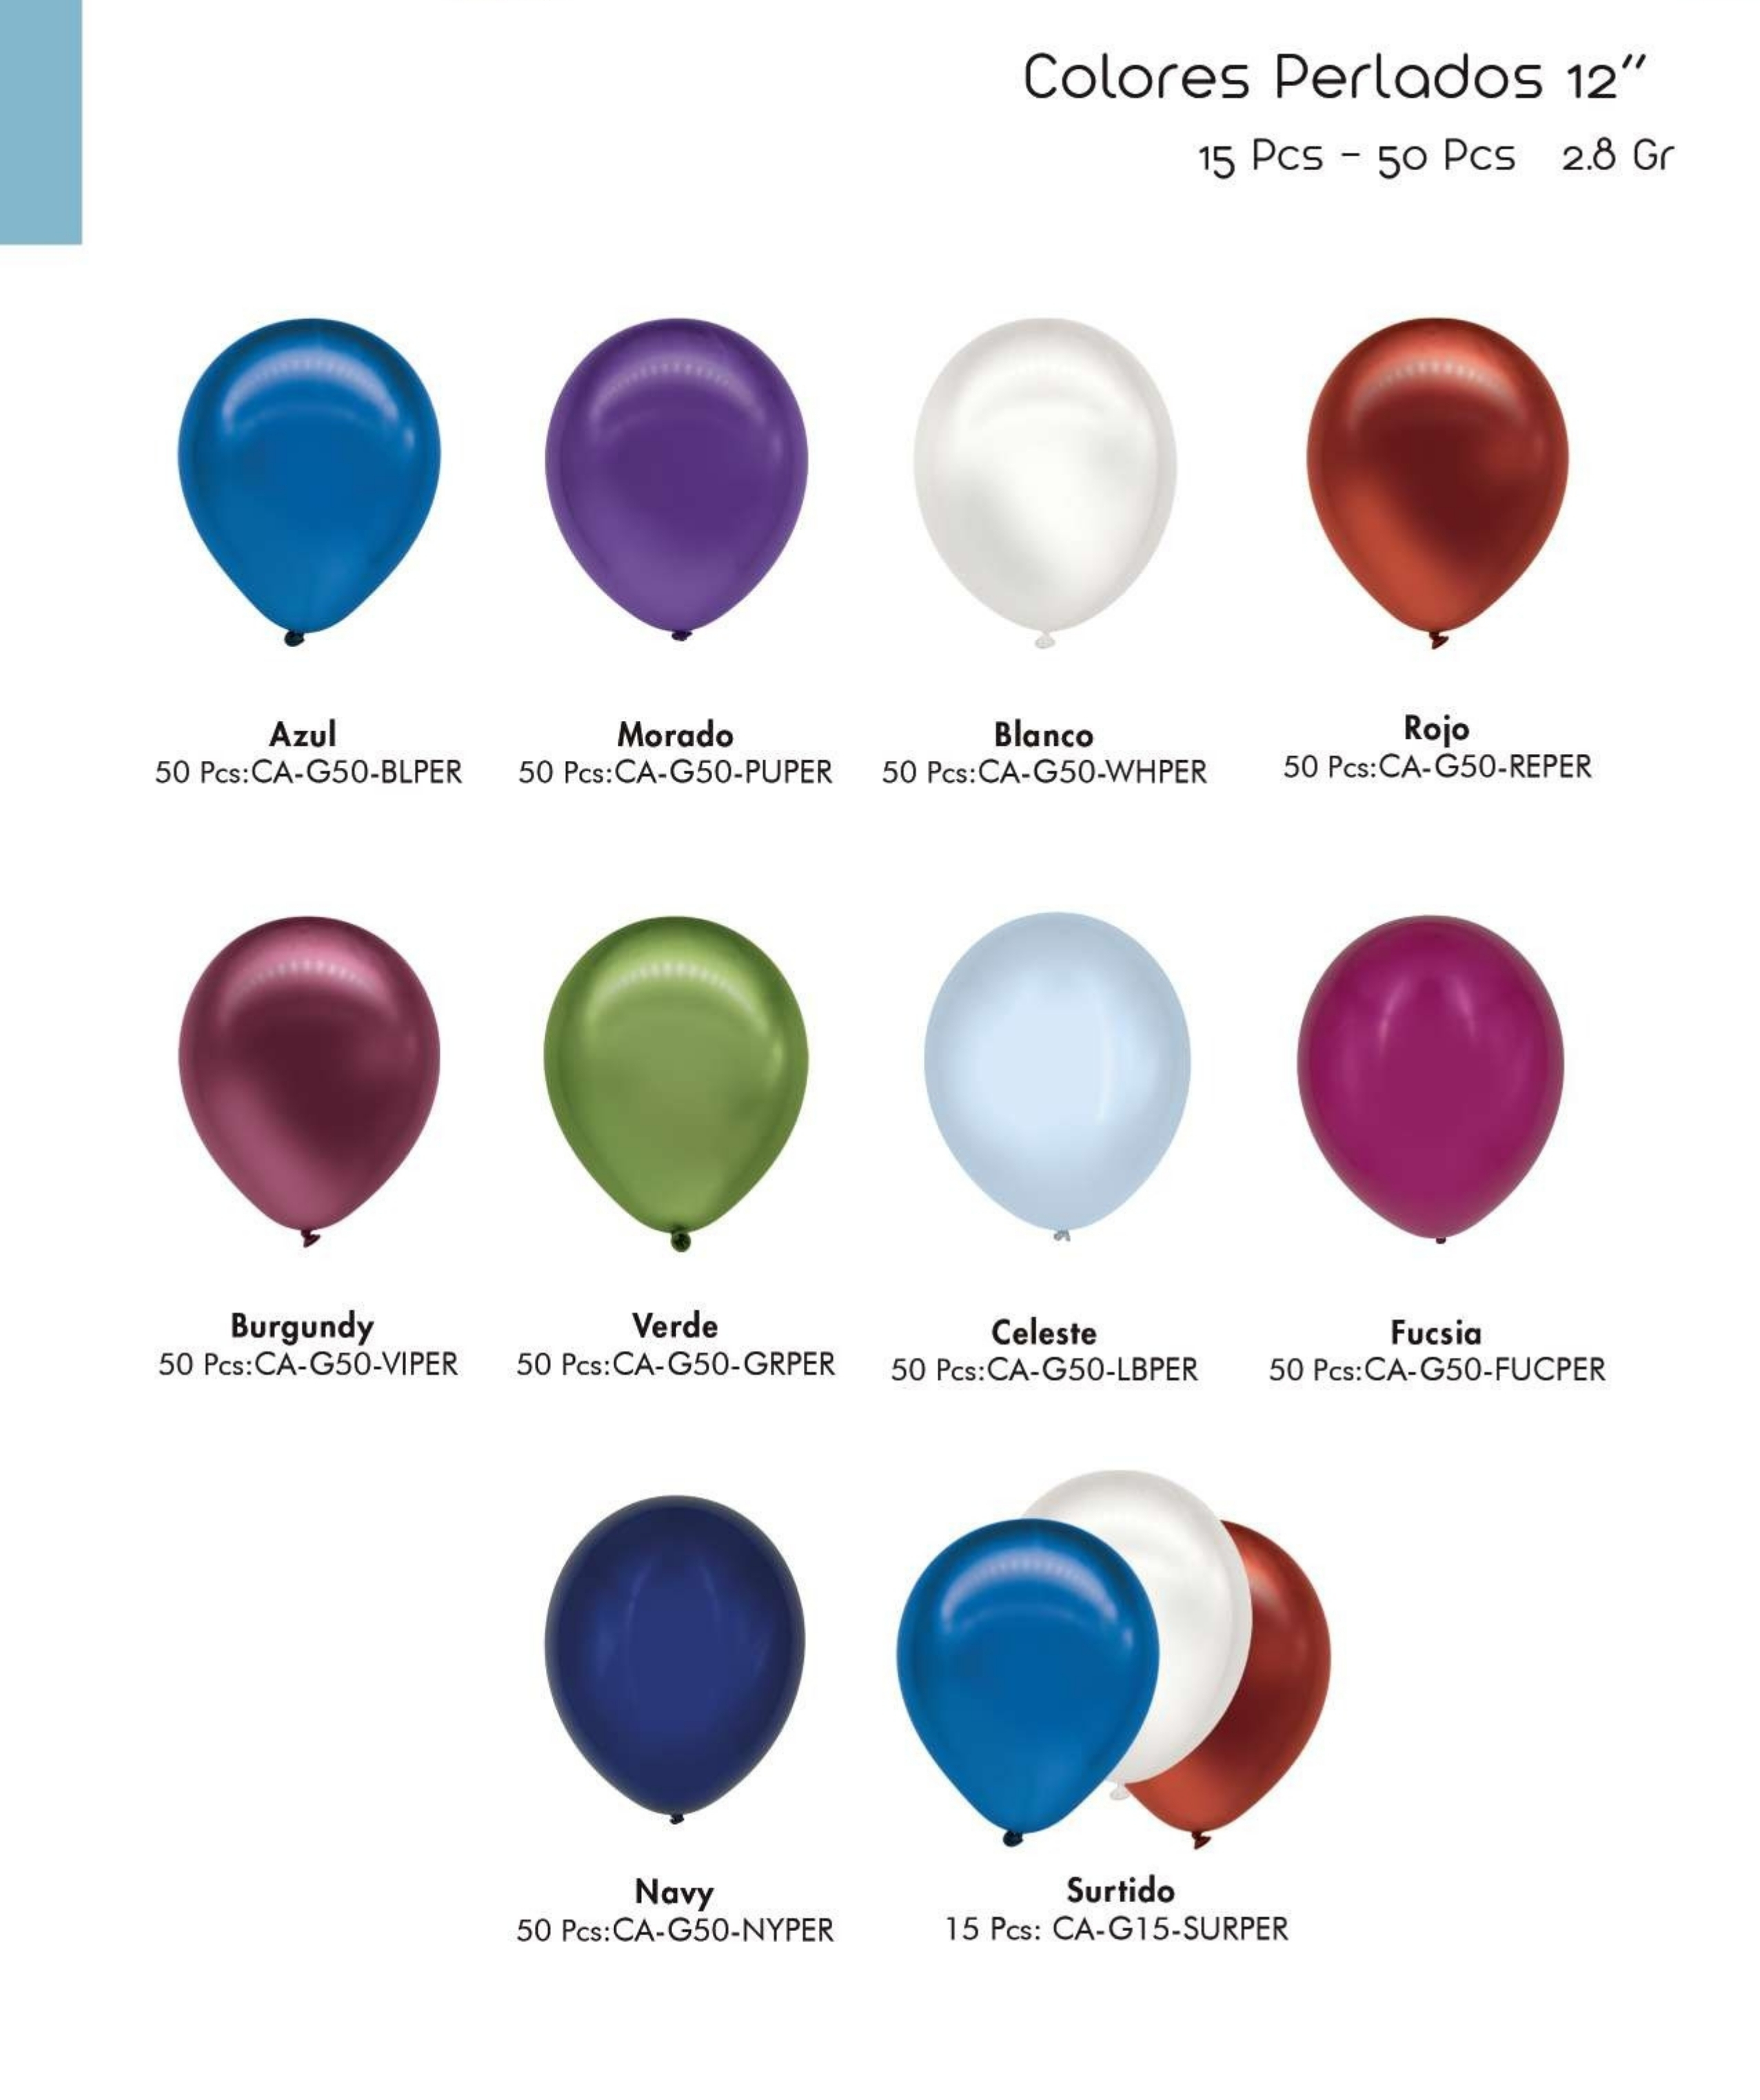 Colores Perlados 12”
15 Pcs - 50 Pcs 2.8 Gr
Azul
50 Pcs:CA-G50-BLPER
Morado
50 Pcs:CA-G50-PUPER
Blanco
50 Pcs:CA-G50-WHPER
Rojo
50 Pcs:CA-G50-REPER
Burgundy
50 Pcs:CA-G50-VIPER
Verde
50 Pcs:CA-G50-GRPER
Celeste
50 Pcs:CA-G50-LBPER
Fucsia
50 Pcs:CA-G50-FUCPER
Navy
50 Pcs:CA-G50-NYPER
Surtido
15 Pcs: CA-G15-SURPER